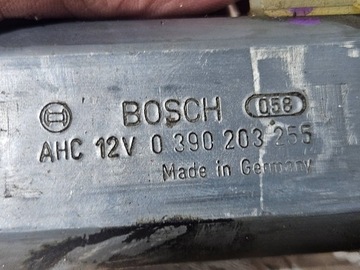 BOSCH 058
AHC 12V 0 390 203 255
Made in Germany